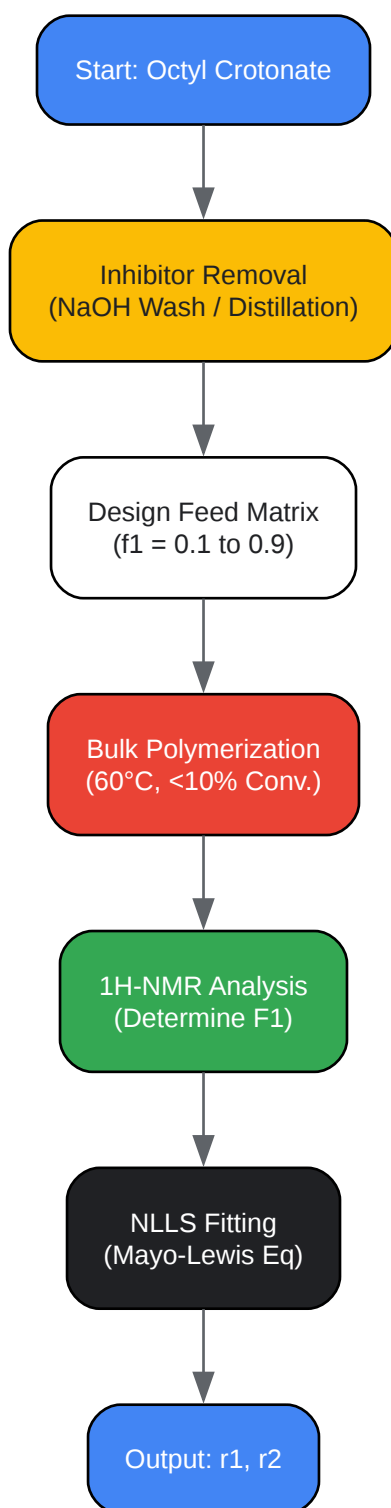 Start: Octyl Crotonate
Inhibitor Removal
(NaOH Wash / Distillation)
Design Feed Matrix
(f1 = 0.1 to 0.9)
Bulk Polymerization
(60°C, <10% Conv.)
1H-NMR Analysis
(Determine F1)
NLLS Fitting
(Mayo-Lewis Eq)
Output: r1, r2